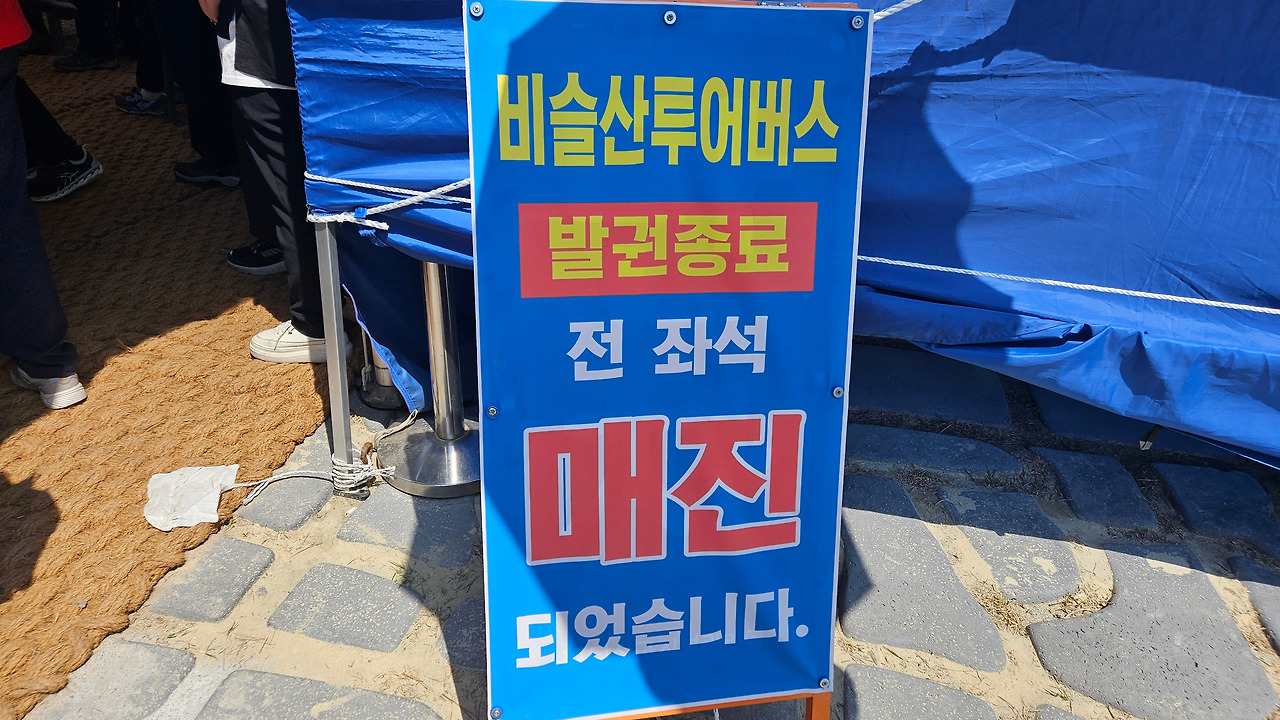 비슬산투어버스
발권종료
전 좌석
매진
되었습니다.